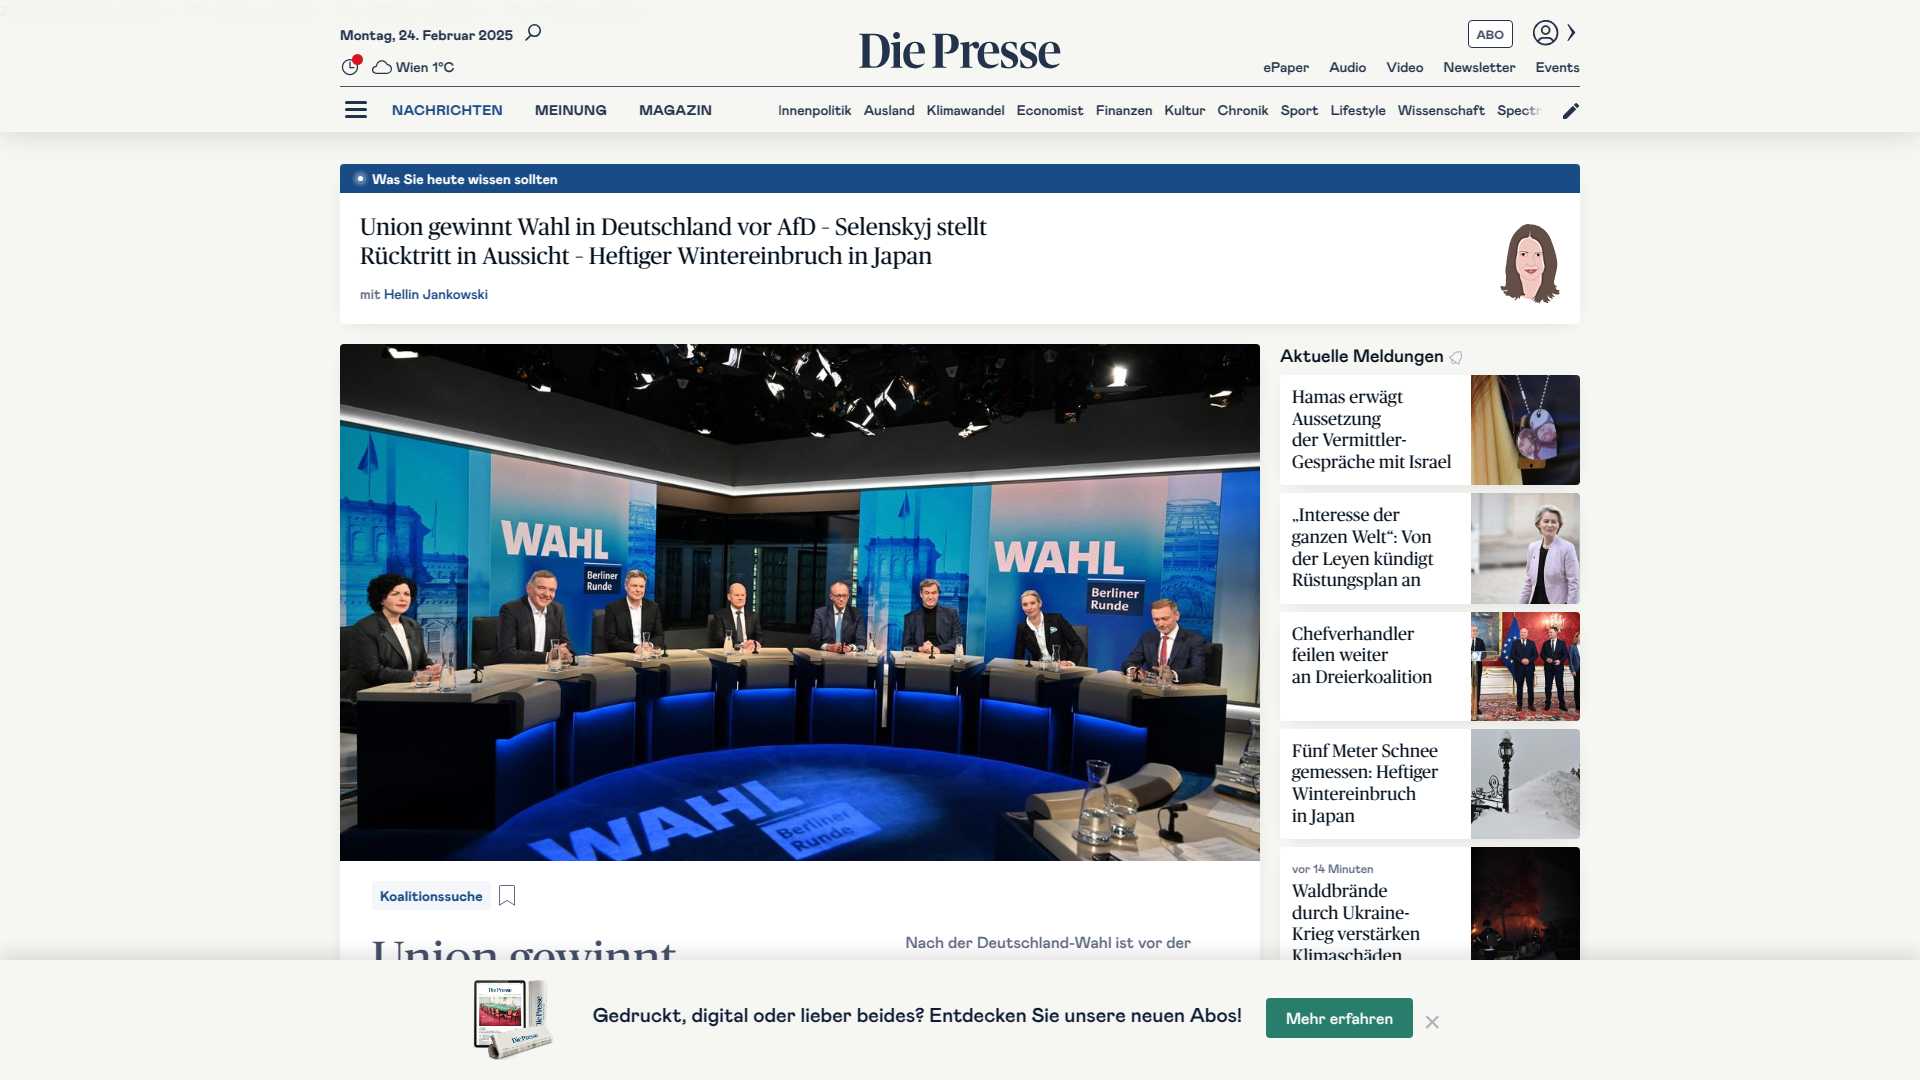 Montag, 24. Februar 2025
Die Presse
ABO
Wien 1°C
ePaper Audio Video Newsletter Events
NACHRICHTEN MEINUNG MAGAZIN
Innenpolitik Ausland Klimawandel Economist Finanzen Kultur Chronik Sport Lifestyle Wissenschaft
Was Sie heute wissen sollten
Union gewinnt Wahl in Deutschland vor AfD – Selenskyj stellt
Rücktritt in Aussicht – Heftiger Wintereinbruch in Japan
mit Hellin Jankowski
WAHL
Berliner
Runde
WAHL
Berliner
Runde
WAHL
Berliner
Runde
Koalitionssuche
Union gewinnt
Nach der Deutschland-Wahl ist vor der
Aktuelle Meldungen
Hamas erwägt
Aussetzung
der Vermittler-
Gespräche mit Israel
„Interesse der
ganzen Welt“: Von
der Leyen kündigt
Rüstungsplan an
Chefverhandler
feilen weiter
an Dreierkoalition
Fünf Meter Schnee
gemessen: Heftiger
Wintereinbruch
in Japan
vor 14 Minuten
Waldbrände
durch Ukraine-
Krieg verstärken
Klimaschäden
Die Presse
Die Presse
Die Presse
Gedruckt, digital oder lieber beides? Entdecken Sie unsere neuen Abos!
Mehr erfahren